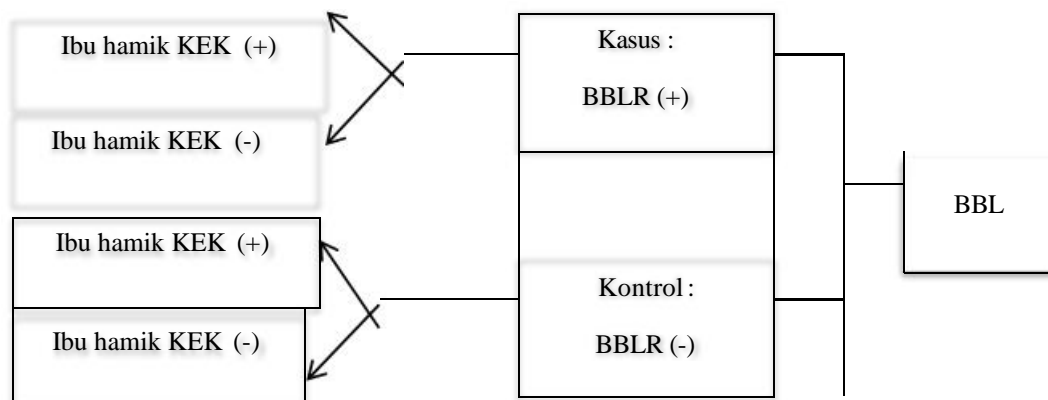 Ibu hamik KEK (+)
Ibu hamik KEK (-)
Ibu hamik KEK (+)
Ibu hamik KEK (-)
Kasus :
BBLR (+)
Kontrol :
BBLR (-)
BBL